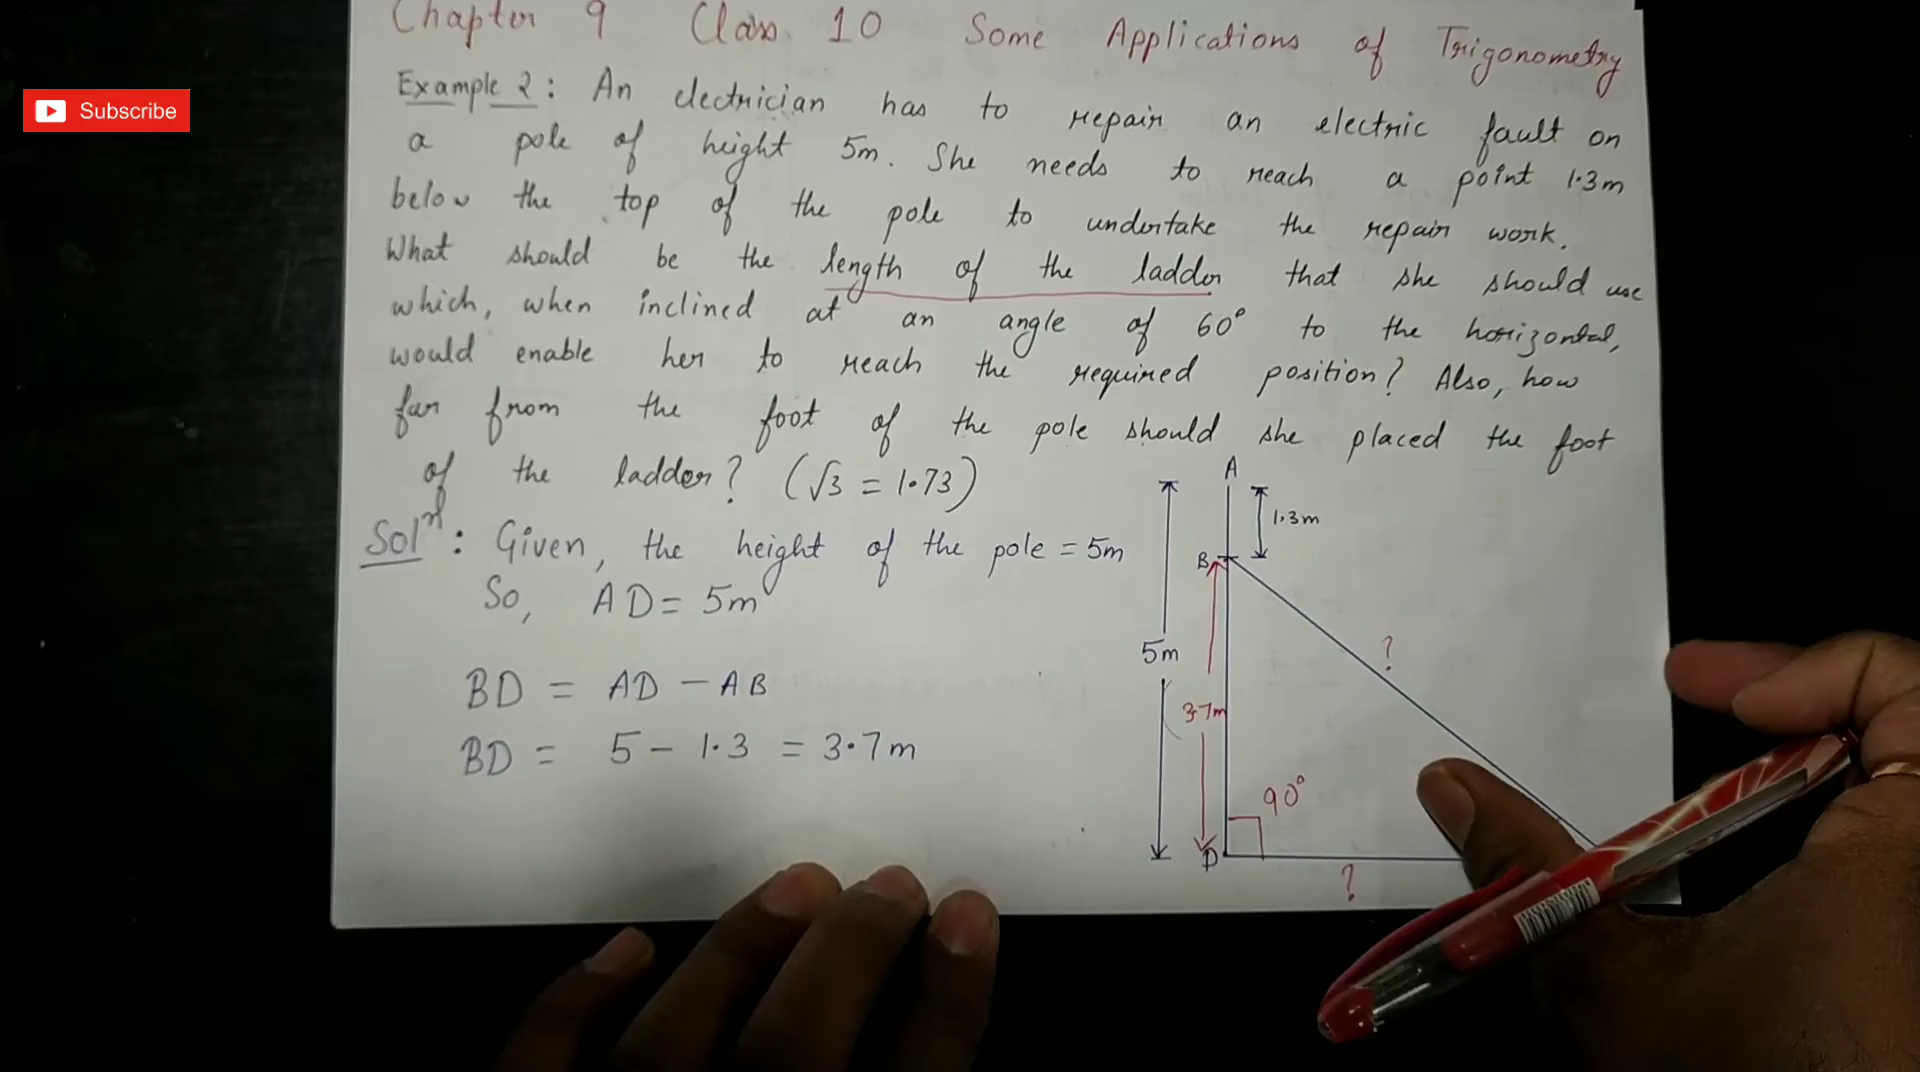 Chapter 9 Class 10 Some Applications of Trigonometry
Subscribe
Example 2: An electrician has to repair an electric fault on
a pole of height 5m. She needs to reach a point 1.3m
below the top of the pole to undertake the repair work.
What should be the length of the ladder that she should use
which, when inclined at an angle of 60° to the horizontal,
would enable her to reach the required position? Also, how
far from the foot of the pole should she placed the foot
of the ladder? (√3 = 1.73)
Solⁿ: Given, the height of the pole = 5m
So, AD = 5m
BD = AD - AB
BD = 5 - 1.3 = 3.7m
A
1.3m
B
?
5m
3.7m
90°
D
?